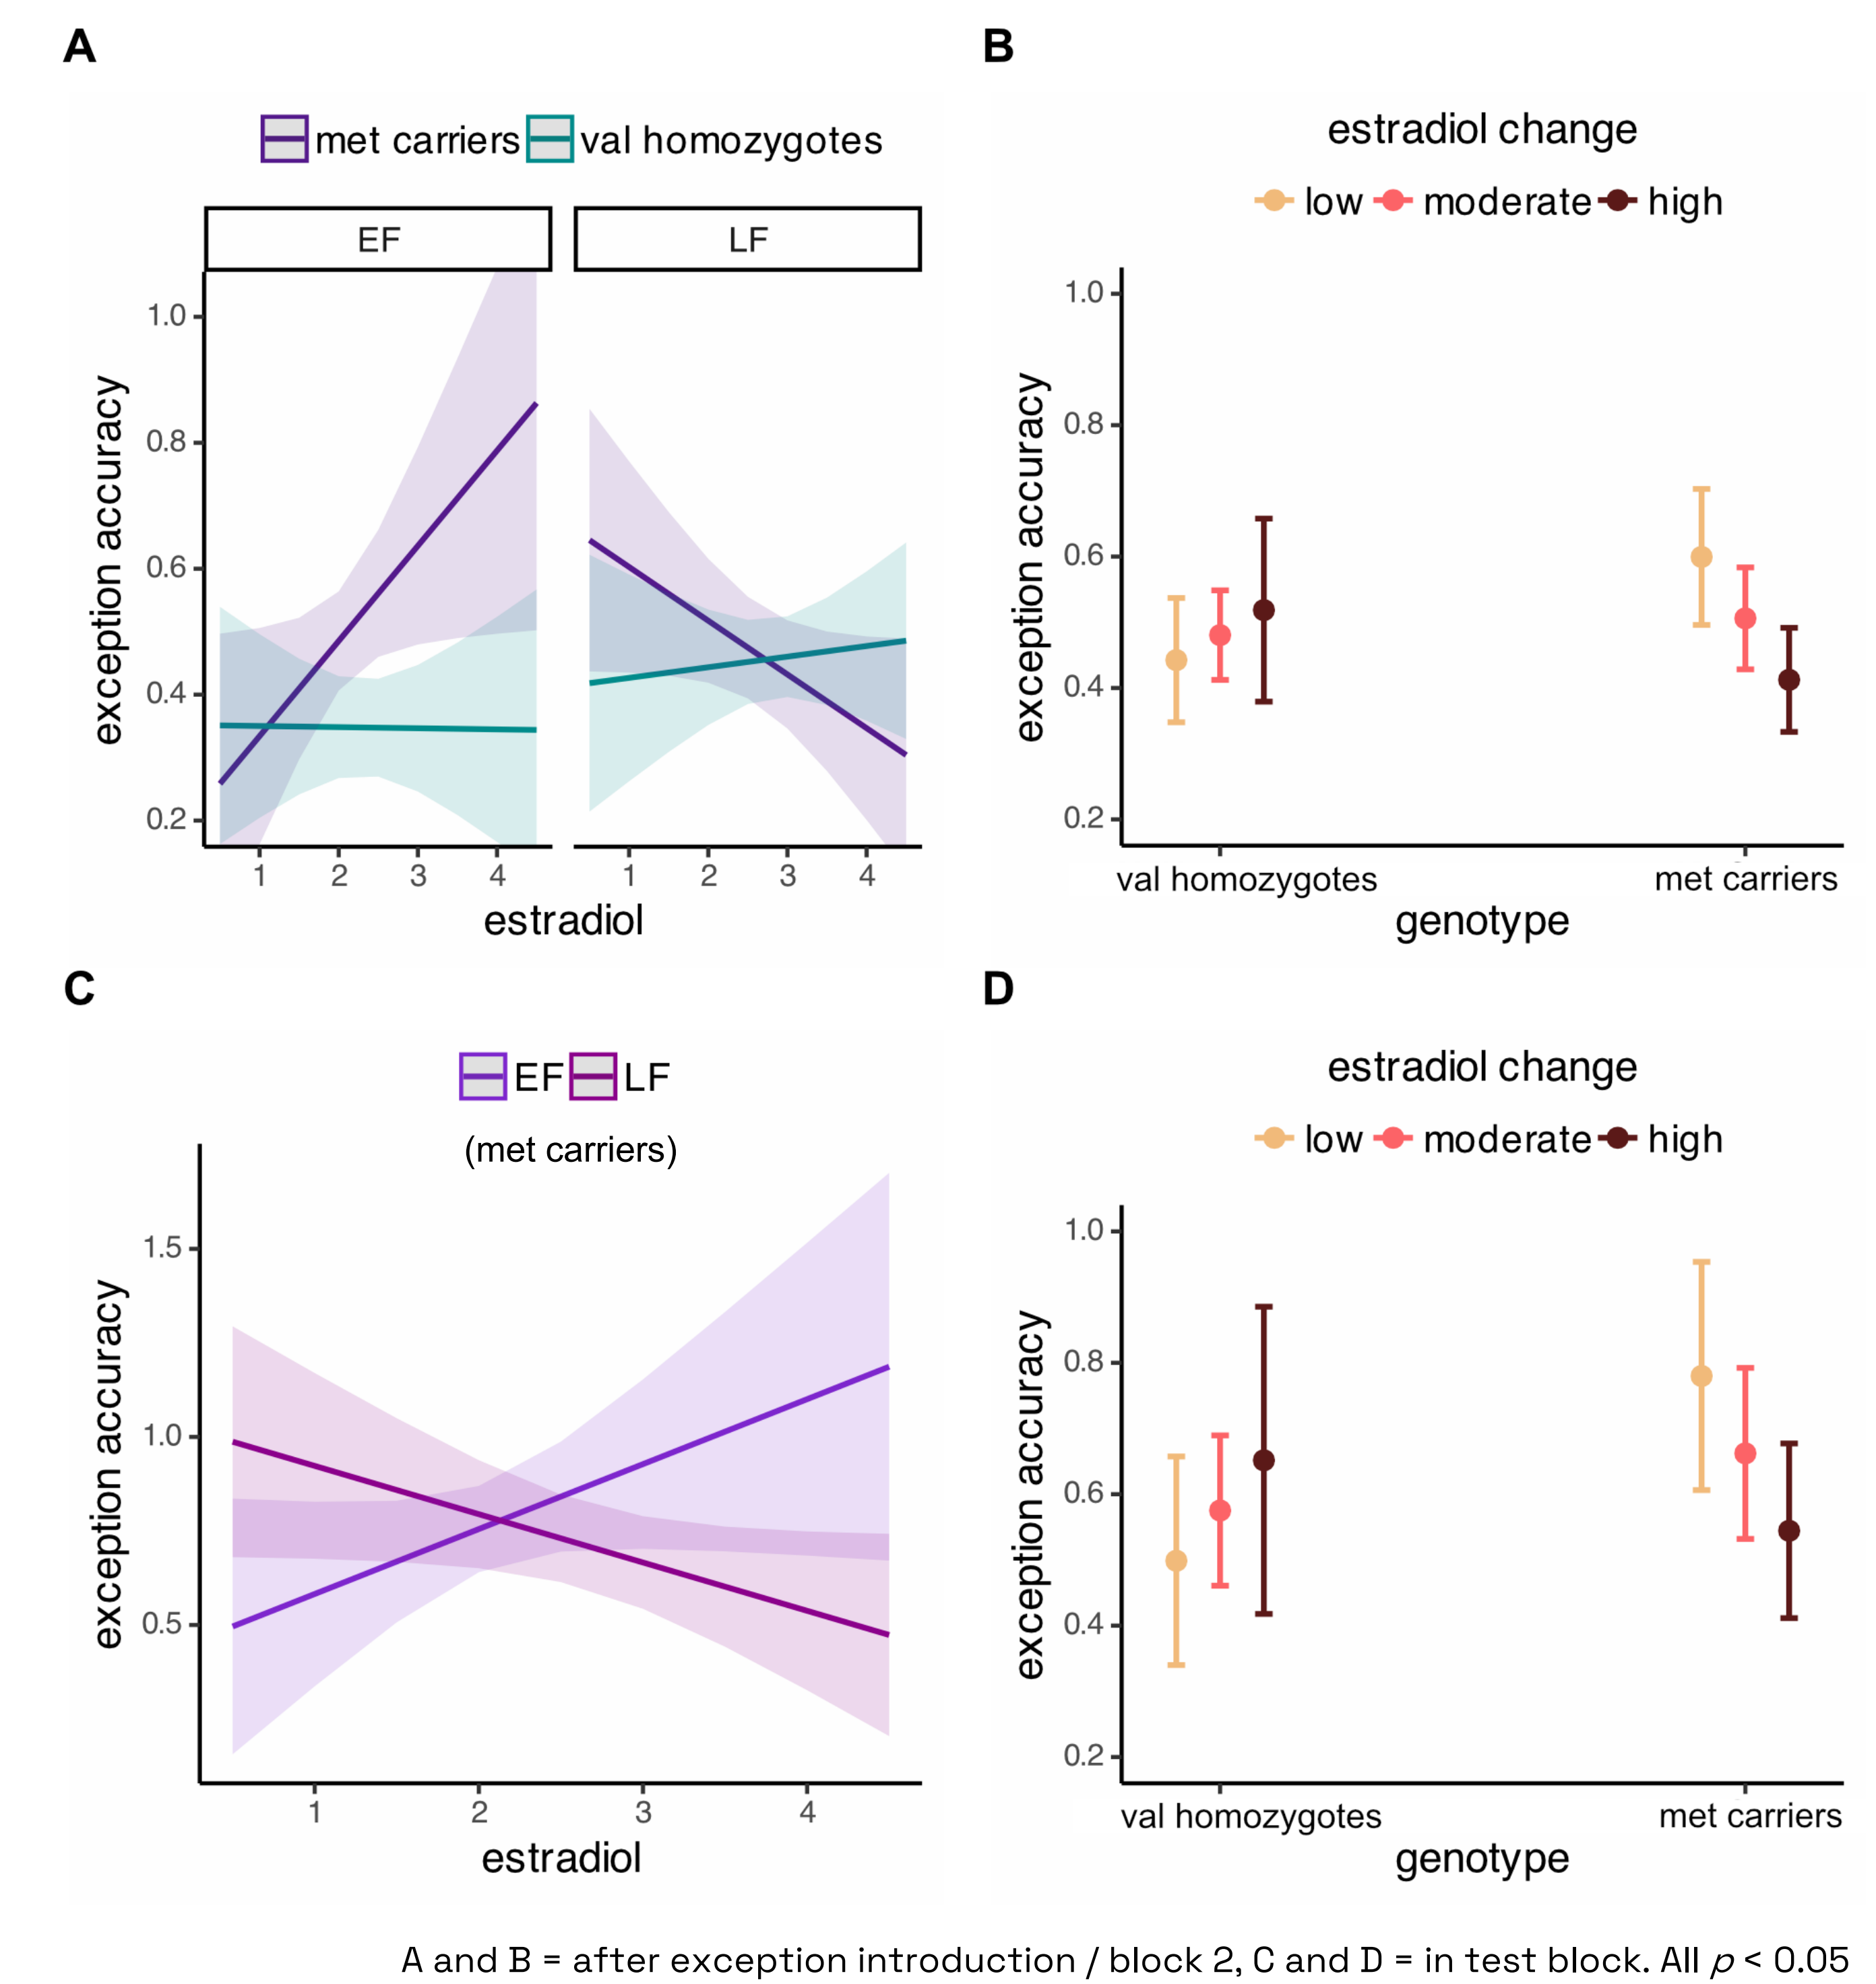 A
met carriers val homozygotes
EF LF
exception accuracy
1.0
0.8
0.6
0.4
0.2
1 2 3 4 1 2 3 4
estradiol
B
estradiol change
low moderate high
exception accuracy
1.0
0.8
0.6
0.4
0.2
val homozygotes met carriers
genotype
C
EF LF
(met carriers)
exception accuracy
1.5
1.0
0.5
1 2 3 4
estradiol
D
estradiol change
low moderate high
exception accuracy
1.0
0.8
0.6
0.4
0.2
val homozygotes met carriers
genotype
A and B = after exception introduction / block 2, C and D = in test block. All p < 0.05